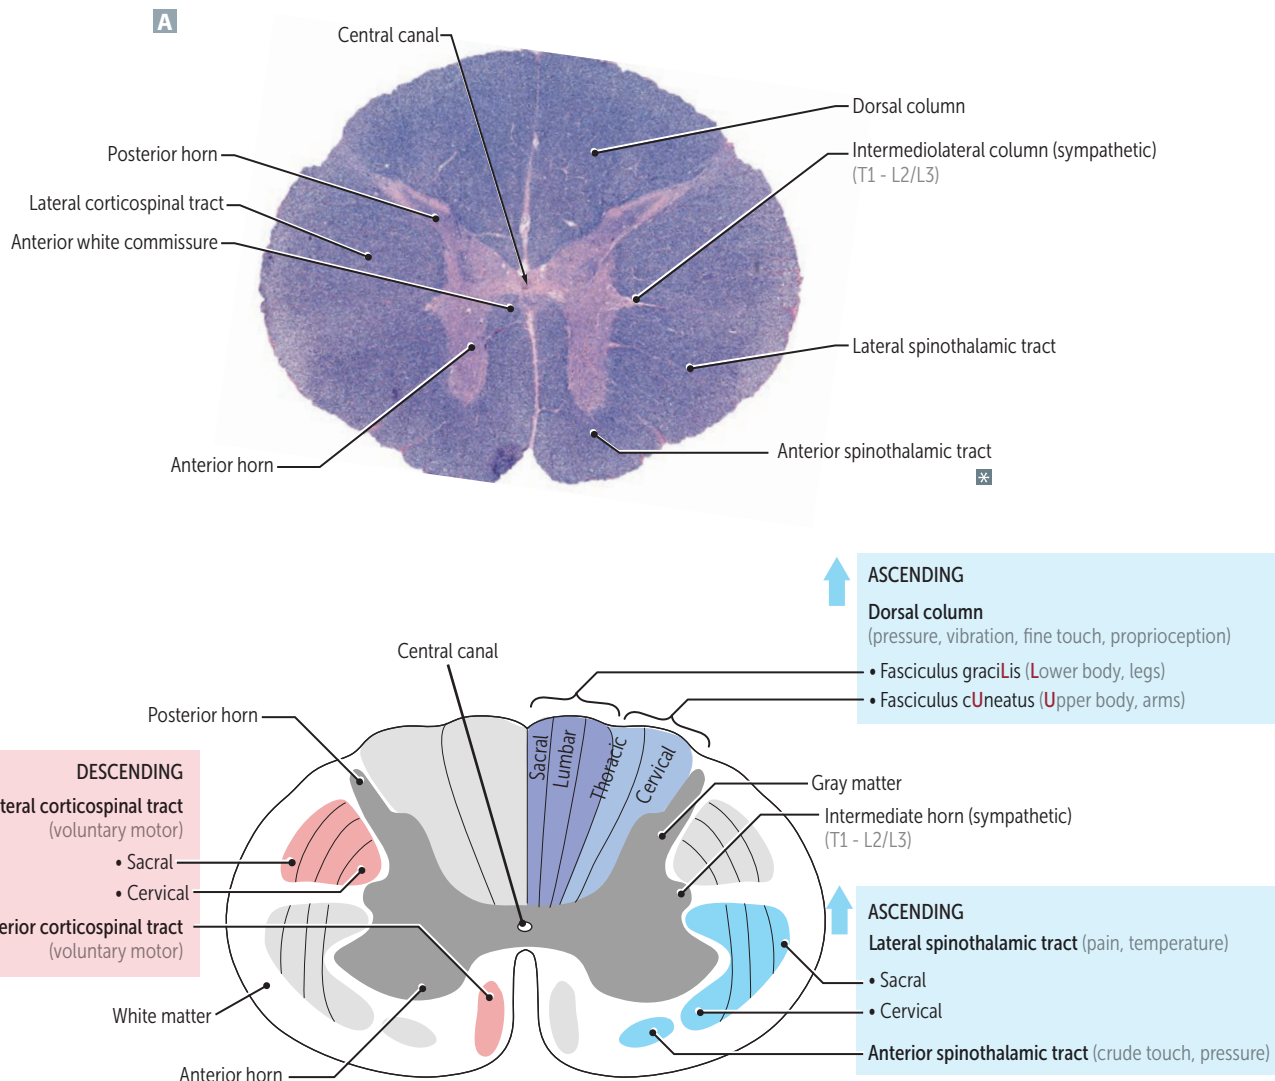 A
Central canal
Dorsal column
Posterior horn
Intermediolateral column (sympathetic)
(T1 - L2/L3)
Lateral corticospinal tract
Anterior white commissure
Lateral spinothalamic tract
Anterior horn
Anterior spinothalamic tract
ASCENDING
Dorsal column
(pressure, vibration, fine touch, proprioception)
• Fasciculus graciLis (Lower body, legs)
• Fasciculus cUneatus (Upper body, arms)
Central canal
Posterior horn
Sacral
Lumbar
Thoracic
Cervical
DESCENDING
teral corticospinal tract
(voluntary motor)
• Sacral
• Cervical
erior corticospinal tract
(voluntary motor)
White matter
Anterior horn
Gray matter
Intermediate horn (sympathetic)
(T1 - L2/L3)
ASCENDING
Lateral spinothalamic tract (pain, temperature)
• Sacral
• Cervical
Anterior spinothalamic tract (crude touch, pressure)